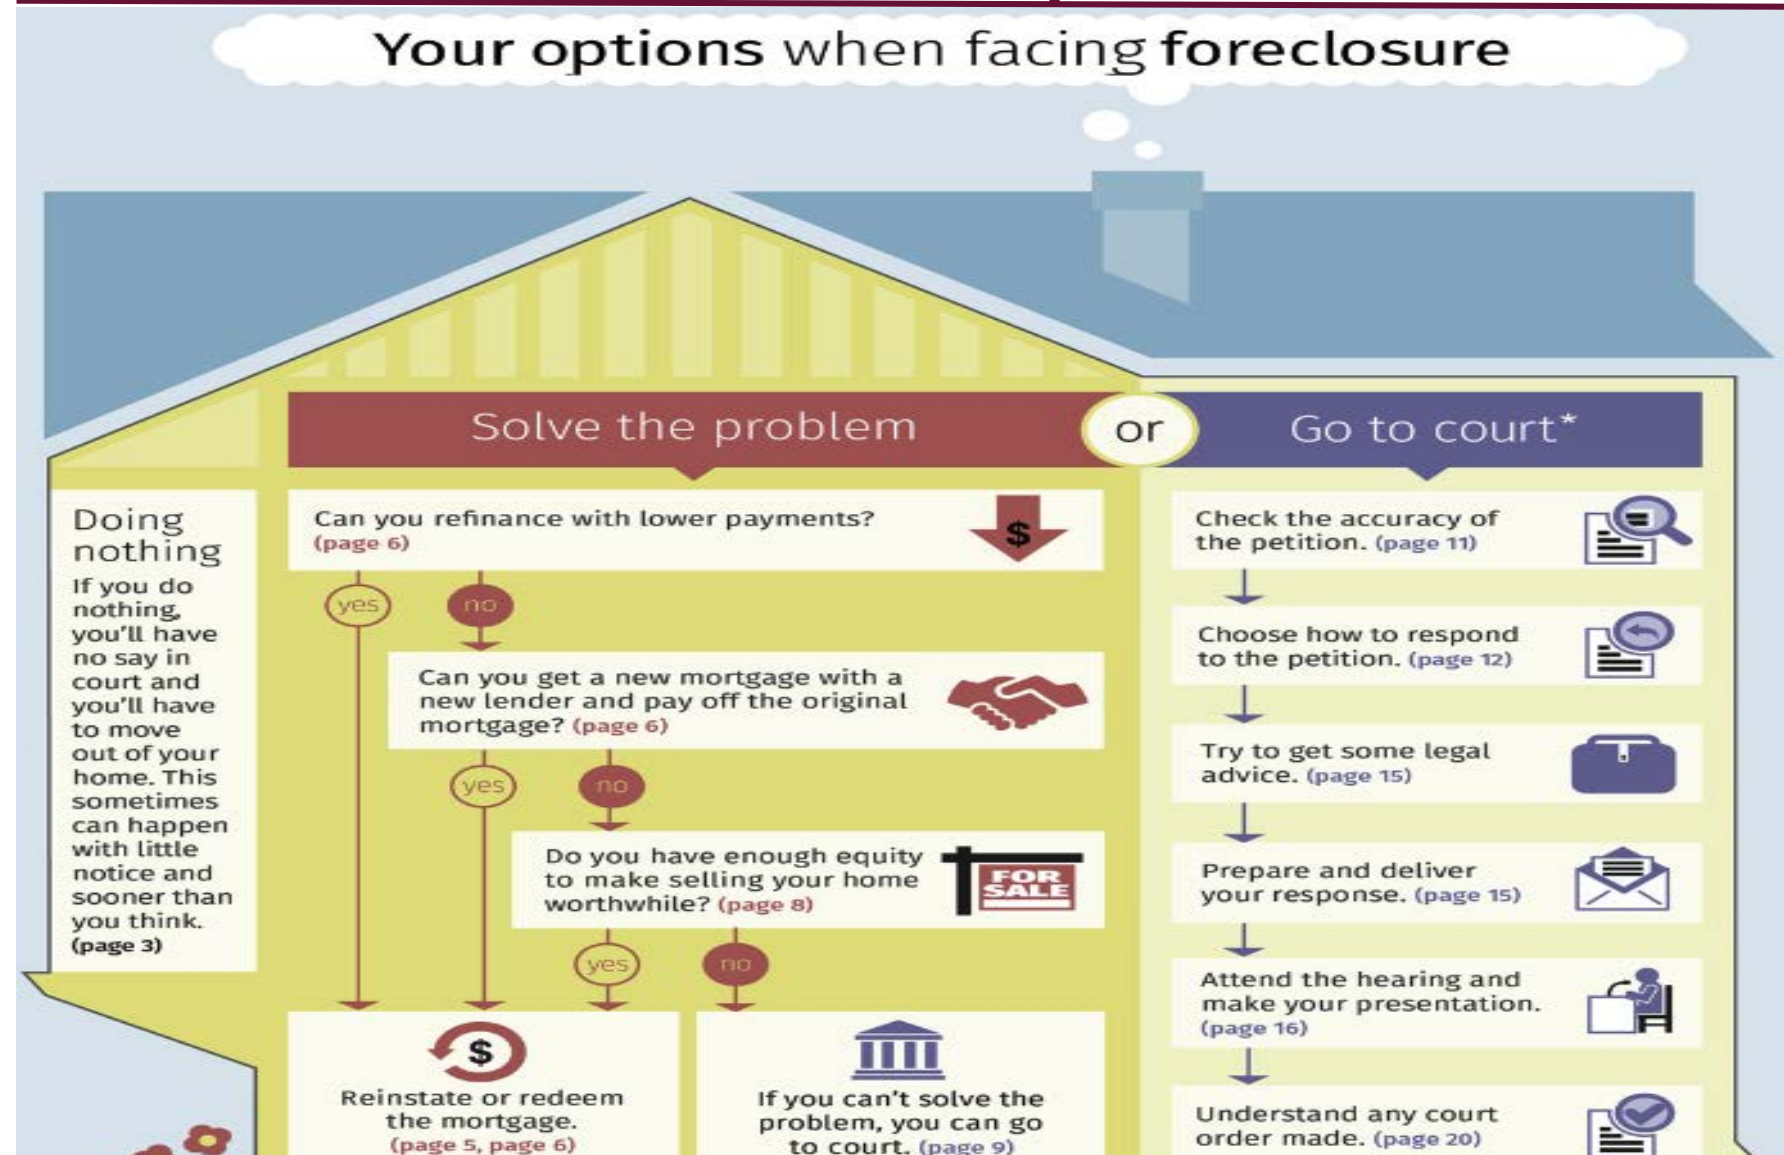 Your options when facing foreclosure
Solve the problem
or
Go to court*
Doing
nothing
If you do
nothing,
you'll have
no say in
court and
you'll have
to move
out of your
home. This
sometimes
can happen
with little
notice and
sooner than
you think.
(page 3)
Can you refinance with lower payments?
(page 6)
$
yes
no
Can you get a new mortgage with a
new lender and pay off the original
mortgage? (page 6)
yes
no
Do you have enough equity
to make selling your home
worthwhile? (page 8)
FOR
SALE
yes
no
$
Reinstate or redeem
the mortgage.
(page 5, page 6)
If you can't solve the
problem, you can go
to court. (page 9)
Check the accuracy of
the petition. (page 11)
Choose how to respond
to the petition. (page 12)
Try to get some legal
advice. (page 15)
Prepare and deliver
your response. (page 15)
Attend the hearing and
make your presentation.
(page 16)
Understand any court
order made. (page 20)